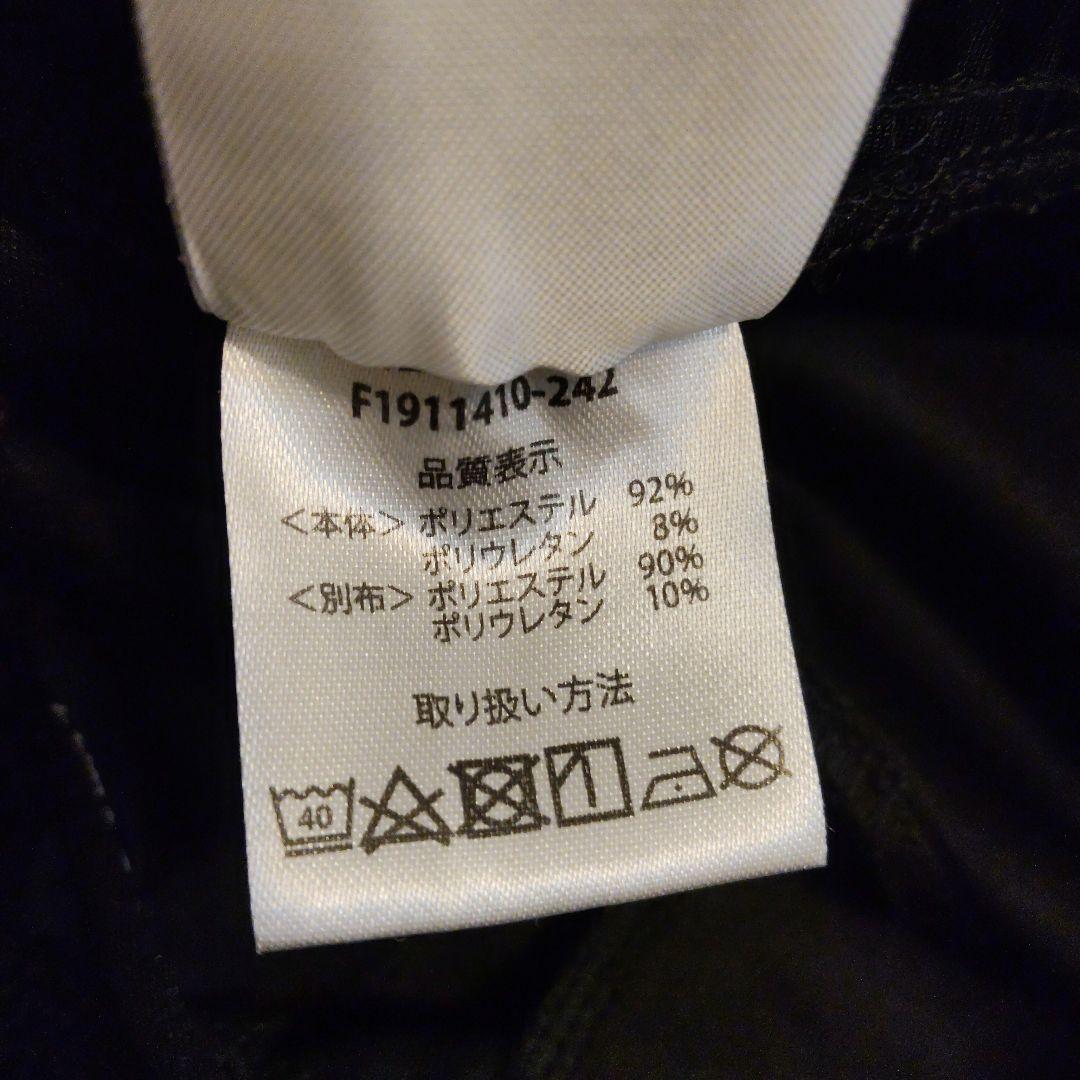 F1911410-242
品質表示
<本体> ポリエステル 92%
ポリウレタン 8%
<別布> ポリエステル 90%
ポリウレタン 10%
取り扱い方法
40